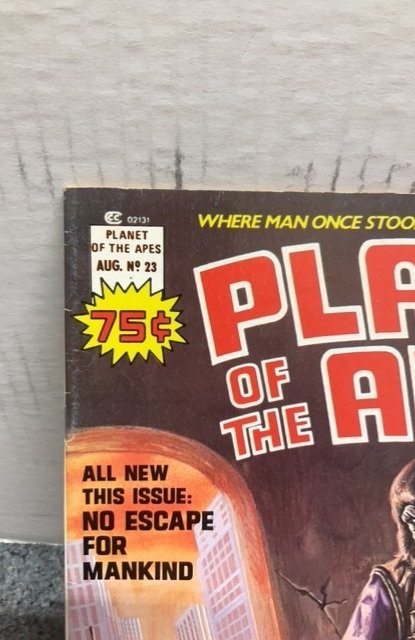 CC 02131
PLANET
OF THE APES
AUG. Nº 23
75¢
WHERE MAN ONCE STOO
PLA
OF
THE A
ALL NEW
THIS ISSUE:
NO ESCAPE
FOR
MANKIND